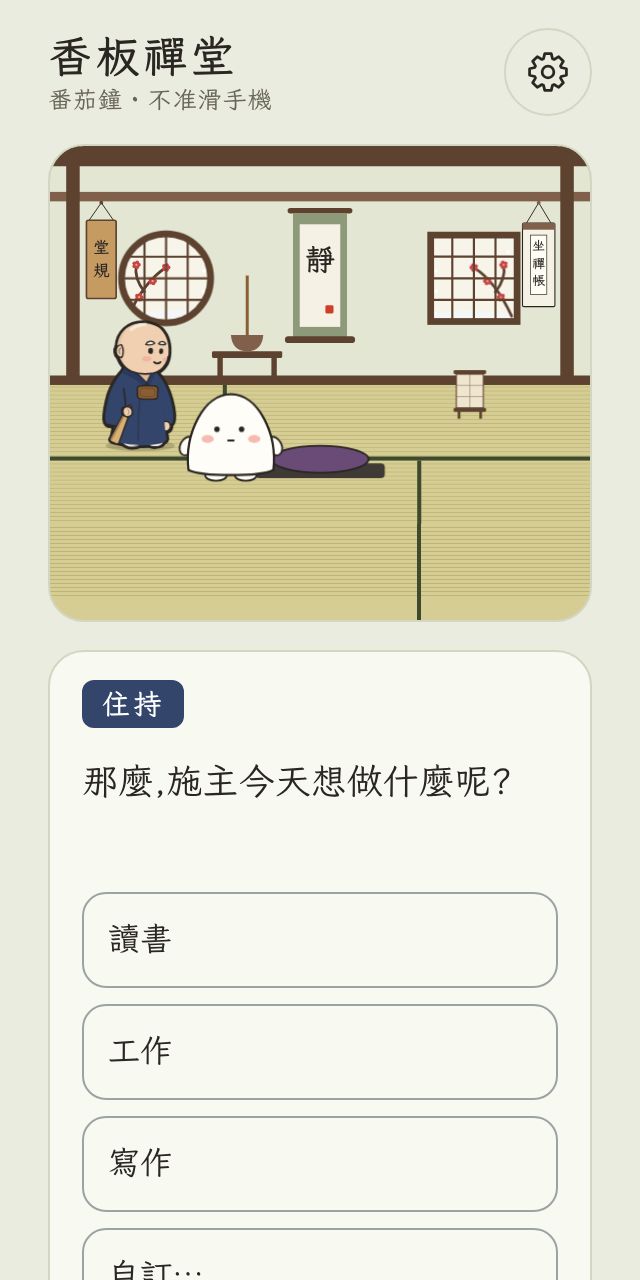 香板禪堂
番茄鐘・不准滑手機
堂規
靜
坐禪帳
住持
那麼,施主今天想做什麼呢?
讀書
工作
寫作
自訂…